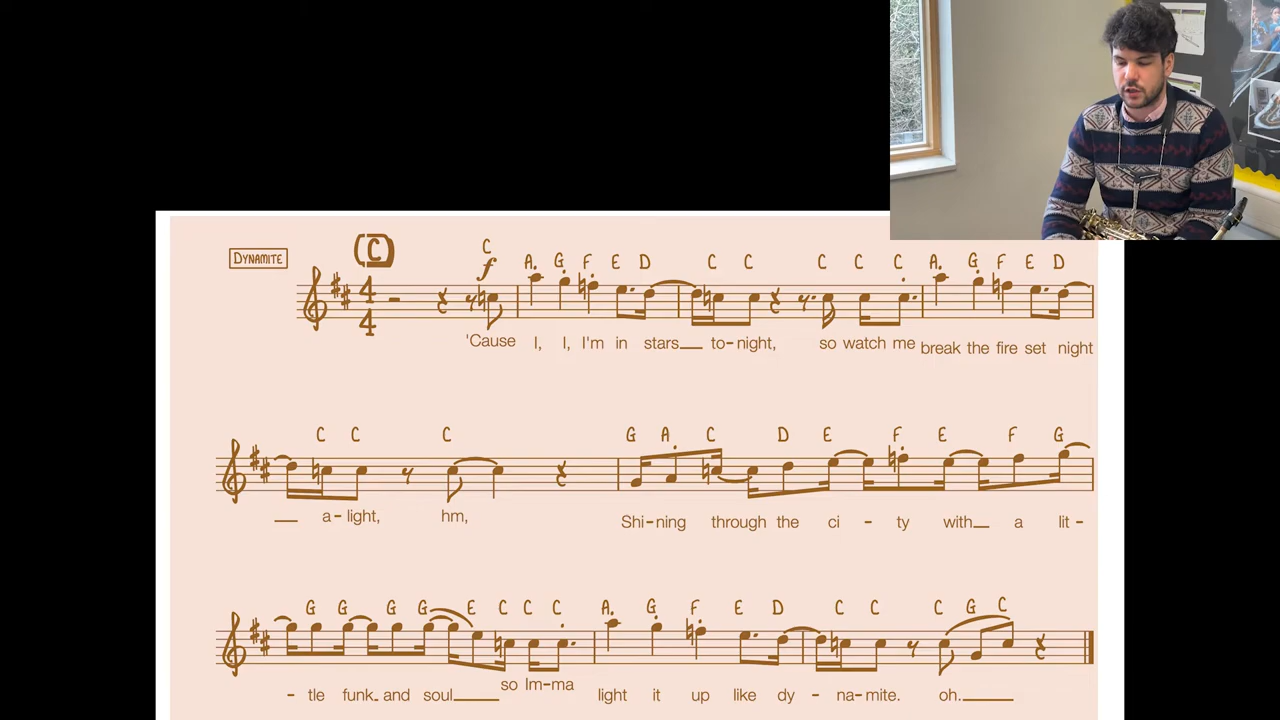 DYNAMITE
(C)
C
f
A G F E D C C C C C A G F E D
4
4
'Cause I, I, I'm in stars to-night, so watch me break the fire set night
C C C G A C D E F E F G
a-light, hm, Shi-ning through the ci - ty with a lit -
G G G G E C C C A G F E D C C C G C
- tle funk and soul so Im-ma light it up like dy - na-mite. oh.